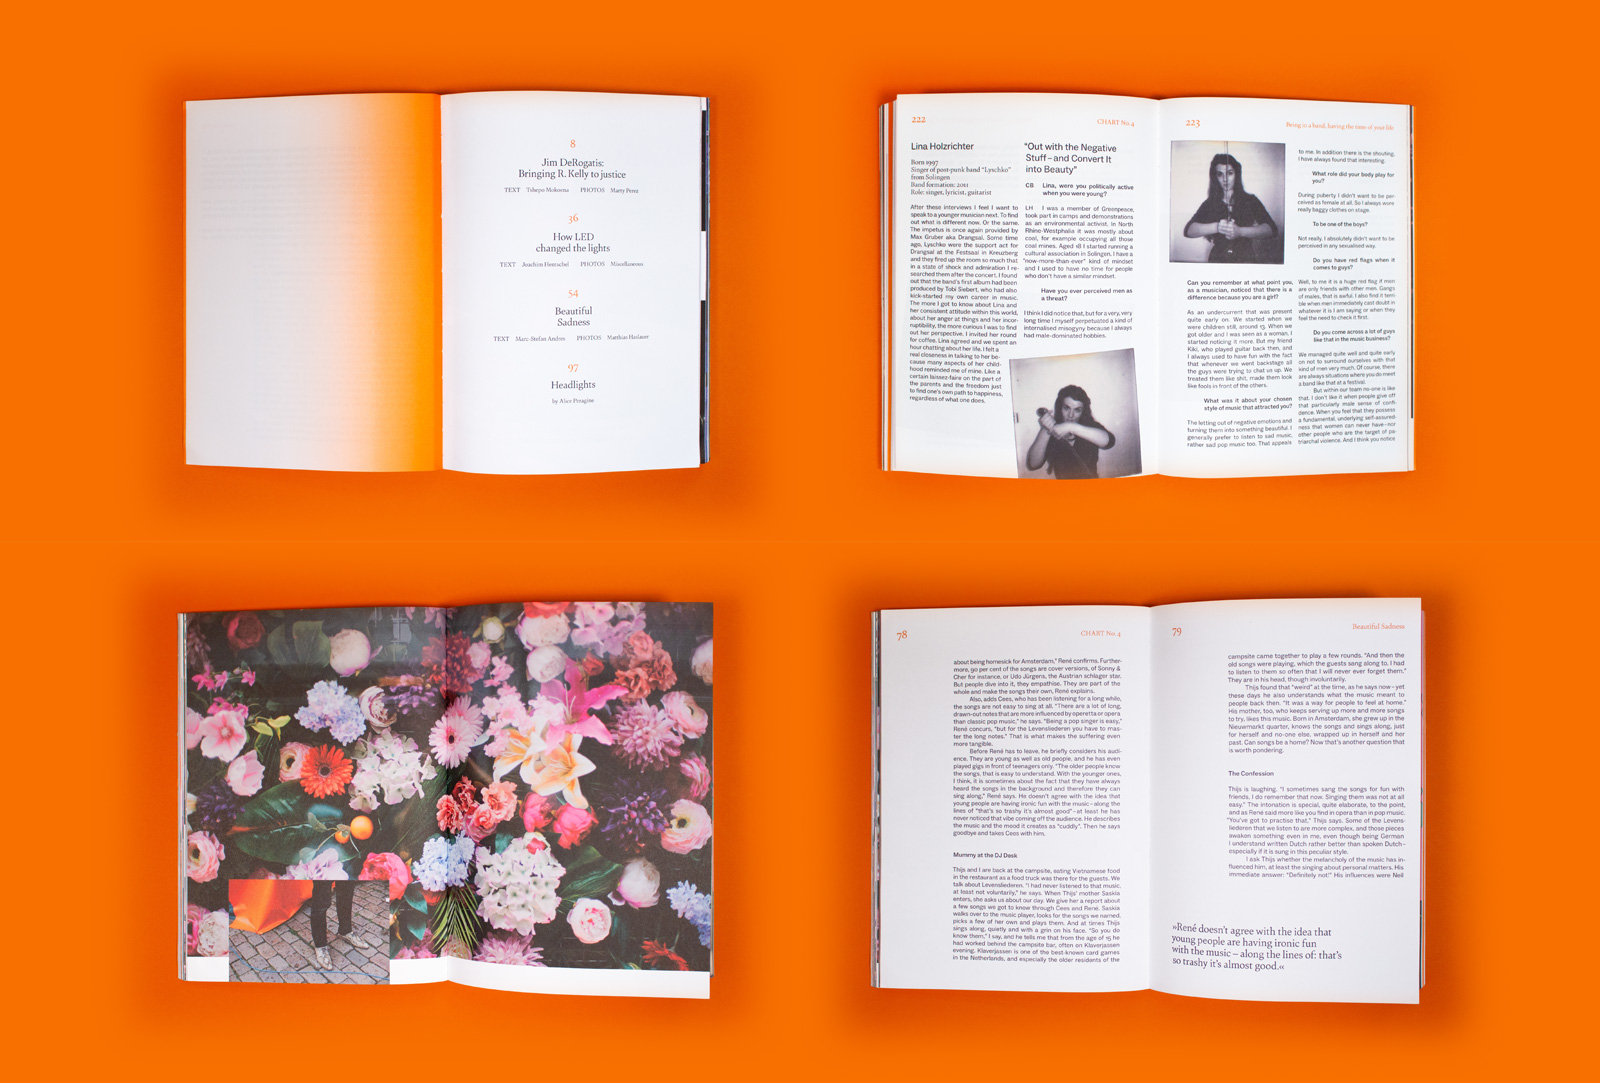 8
Jim DeRogatis:
Bringing R. Kelly to justice
TEXT Tshepo Mokoena PHOTOS Marty Perez
36
How LED
changed the lights
TEXT Joachim Hentschel PHOTOS Miscellaneous
54
Beautiful
Sadness
TEXT Marc-Stefan Andres PHOTOS Matthias
97
Headlights
by Alice Peragine
222
CHART No. 4
Lina Holzrichter
Born 1997
Singer of post-punk band "Lyschko"
from Solingen
Band formation: 2011
Role: singer, lyricist, guitarist
After these interviews I feel I want to
speak to a younger musician next. To find
out what is different now. Or the same.
The impetus is once again provided by
Max Gruber aka Drangsal. Some time
ago, Lyschko were the support act for
Drangsal at the Festsaal in Kreuzberg
and they fired up the room so much that
in a state of shock and admiration I re-
searched them after the concert. I found
out that the band's first album had been
produced by Tobi Siebert, who had also
kick-started my own career in music.
The more I got to know about Lina and
her consistent attitude within this world,
about her anger at things and her incor-
ruptibility, the more curious I was to find
out her perspective. I invited her round
for coffee. Lina agreed and we spent an
hour chatting about her life. I felt a
real closeness in talking to her be-
cause many aspects of her child-
hood reminded me of mine. Like a
certain laissez-faire on the part of
the parents and the freedom just
to find one's own path to happiness,
regardless of what one does.
"Out with the Negative
Stuff – and Convert It
into Beauty"
CB Lina, were you politically active
when you were young?
LH I was a member of Greenpeace,
took part in camps and demonstrations
as an environmental activist. In North
Rhine-Westphalia it was mostly about
coal, for example occupying all those
coal mines. Aged 18 I started running a
cultural association in Solingen. I have a
"now-more-than-ever" kind of mindset
and I used to have no time for people
who don't have a similar mindset.
Have you ever perceived men as
a threat?
I think I did notice that, but for a very, very
long time I myself perpetuated a kind of
internalised misogyny because I always
had male-dominated hobbies.
223
Being in a band, having the time of your life
Can you remember at what point you,
as a musician, noticed that there is a
difference because you are a girl?
As an undercurrent that was present
quite early on. We started when we
were children still, around 13. When we
got older and I was seen as a woman, I
started noticing it more. But my friend
Kiki, who played guitar back then, and
I always used to have fun with the fact
that whenever we went backstage all
the guys were trying to chat us up. We
treated them like shit, made them look
like fools in front of the others.
What was it about your chosen
style of music that attracted you?
The letting out of negative emotions and
turning them into something beautiful. I
generally prefer to listen to sad music,
rather sad pop music too. That appeals
to me. In addition there is the shouting,
I have always found that interesting.
What role did your body play for
you?
During puberty I didn't want to be per-
ceived as female at all. So I always wore
really baggy clothes on stage.
To be one of the boys?
Not really. I absolutely didn't want to be
perceived in any sexualised way.
Do you have red flags when it
comes to guys?
Well, to me it is a huge red flag if men
are only friends with other men. Gangs
of males, that is awful. I also find it terri-
ble when men immediately cast doubt in
whatever it is I am saying or when they
feel the need to check it first.
Do you come across a lot of guys
like that in the music business?
We managed quite well and quite early
on not to surround ourselves with that
kind of men very much. Of course, there
are always situations where you do meet
a band like that at a festival.
But within our team no-one is like
that. I don't like it when people give off
that particularly male sense of confi-
dence. When you feel that they possess
a fundamental, underlying self-assured-
ness that women can never have – nor
other people who are the target of pa-
triarchal violence. And I think you notice
78
CHART No. 4
about being homesick for Amsterdam," René confirms. Further-
more, 90 per cent of the songs are cover versions, of Sonny &
Cher for instance, or Udo Jürgens, the Austrian schlager star.
But people dive into it, they empathise. They are part of the
whole and make the songs their own, René explains.
Also, adds Cees, who has been listening for a long while,
the songs are not easy to sing at all. "There are a lot of long,
drawn-out notes that are more influenced by operetta or opera
than classic pop music," he says. "Being a pop singer is easy,"
René concurs, "but for the Levensliederen you have to mas-
ter the long notes." That is what makes the suffering even
more tangible.
Before René has to leave, he briefly considers his audi-
ence. They are young as well as old people, and he has even
played gigs in front of teenagers only. "The older people know
the songs, that is easy to understand. With the younger ones,
I think, it is sometimes about the fact that they have always
heard the songs in the background and therefore they can
sing along," René says. He doesn't agree with the idea that
young people are having ironic fun with the music – along the
lines of "that's so trashy it's almost good" – at least he has
never noticed that vibe coming off the audience. He describes
the music and the mood it creates as "cuddly". Then he says
goodbye and takes Cees with him.
Mummy at the DJ Desk
Thijs and I are back at the campsite, eating Vietnamese food
in the restaurant as a food truck was there for the guests. We
talk about Levensliederen. "I had never listened to that music,
at least not voluntarily," he says. When Thijs' mother Saskia
enters, she asks us about our day. We give her a report about
a few songs we got to know through Cees and René. Saskia
walks over to the music player, looks for the songs we named,
picks a few of her own and plays them. And at times Thijs
sings along, quietly and with a grin on his face. "So you do
know them," I say, and he tells me that from the age of 15 he
had worked behind the campsite bar, often on Klaverjassen
evening. Klaverjassen is one of the best-known card games
in the Netherlands, and especially the older residents of the
79
Beautiful Sadness
campsite came together to play a few rounds. "And then the
old songs were playing, which the guests sang along to. I had
to listen to them so often that I will never ever forget them."
They are in his head, though involuntarily.
Thijs found that "weird" at the time, as he says now – yet
these days he also understands what the music meant to
people back then. "It was a way for people to feel at home."
His mother, too, who keeps serving up more and more songs
to try, likes this music. Born in Amsterdam, she grew up in the
Nieuwmarkt quarter, knows the songs and sings along, just
for herself and no-one else, wrapped up in herself and her
past. Can songs be a home? Now that's another question that
is worth pondering.
The Confession
Thijs is laughing. "I sometimes sang the songs for fun with
friends, I do remember that now. Singing them was not at all
easy." The intonation is special, quite elaborate, to the point,
and as René said more like you find in opera than in pop music.
"You've got to practise that," Thijs says. Some of the Levens-
liederen that we listen to are more complex, and those pieces
awaken something even in me, even though being German
I understand written Dutch rather better than spoken Dutch –
especially if it is sung in this peculiar style.
I ask Thijs whether the melancholy of the music has in-
fluenced him, at least the singing about personal matters. His
immediate answer: "Definitely not!" His influences were Neil
»René doesn't agree with the idea that
young people are having ironic fun
with the music – along the lines of: that's
so trashy it's almost good.«